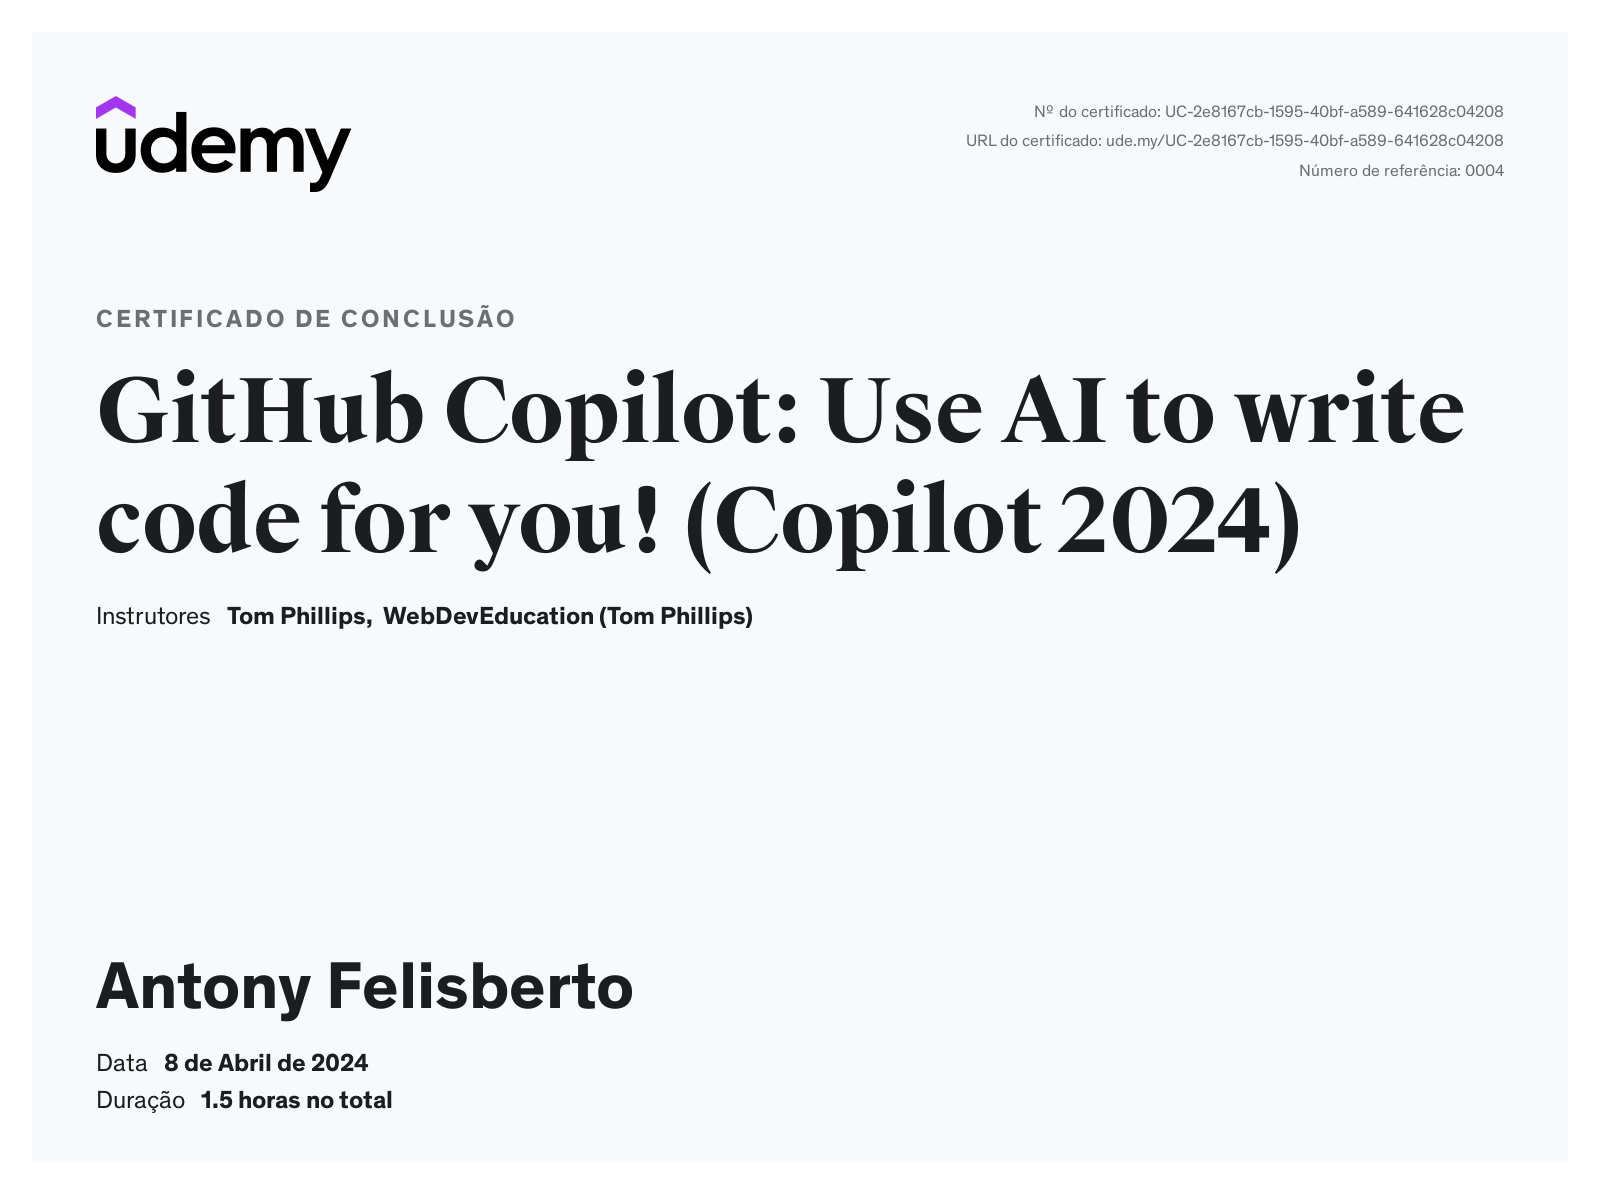 udemy
Nº do certificado: UC-2e8167cb-1595-40bf-a589-641628c04208
URL do certificado: ude.my/UC-2e8167cb-1595-40bf-a589-641628c04208
Número de referência: 0004
CERTIFICADO DE CONCLUSÃO
GitHub Copilot: Use AI to write
code for you! (Copilot 2024)
Instrutores Tom Phillips, WebDevEducation (Tom Phillips)
Antony Felisberto
Data 8 de Abril de 2024
Duração 1.5 horas no total